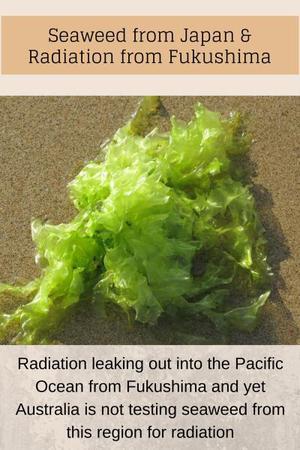 Seaweed from Japan &
Radiation from Fukushima
Radiation leaking out into the Pacific
Ocean from Fukushima and yet
Australia is not testing seaweed from
this region for radiation